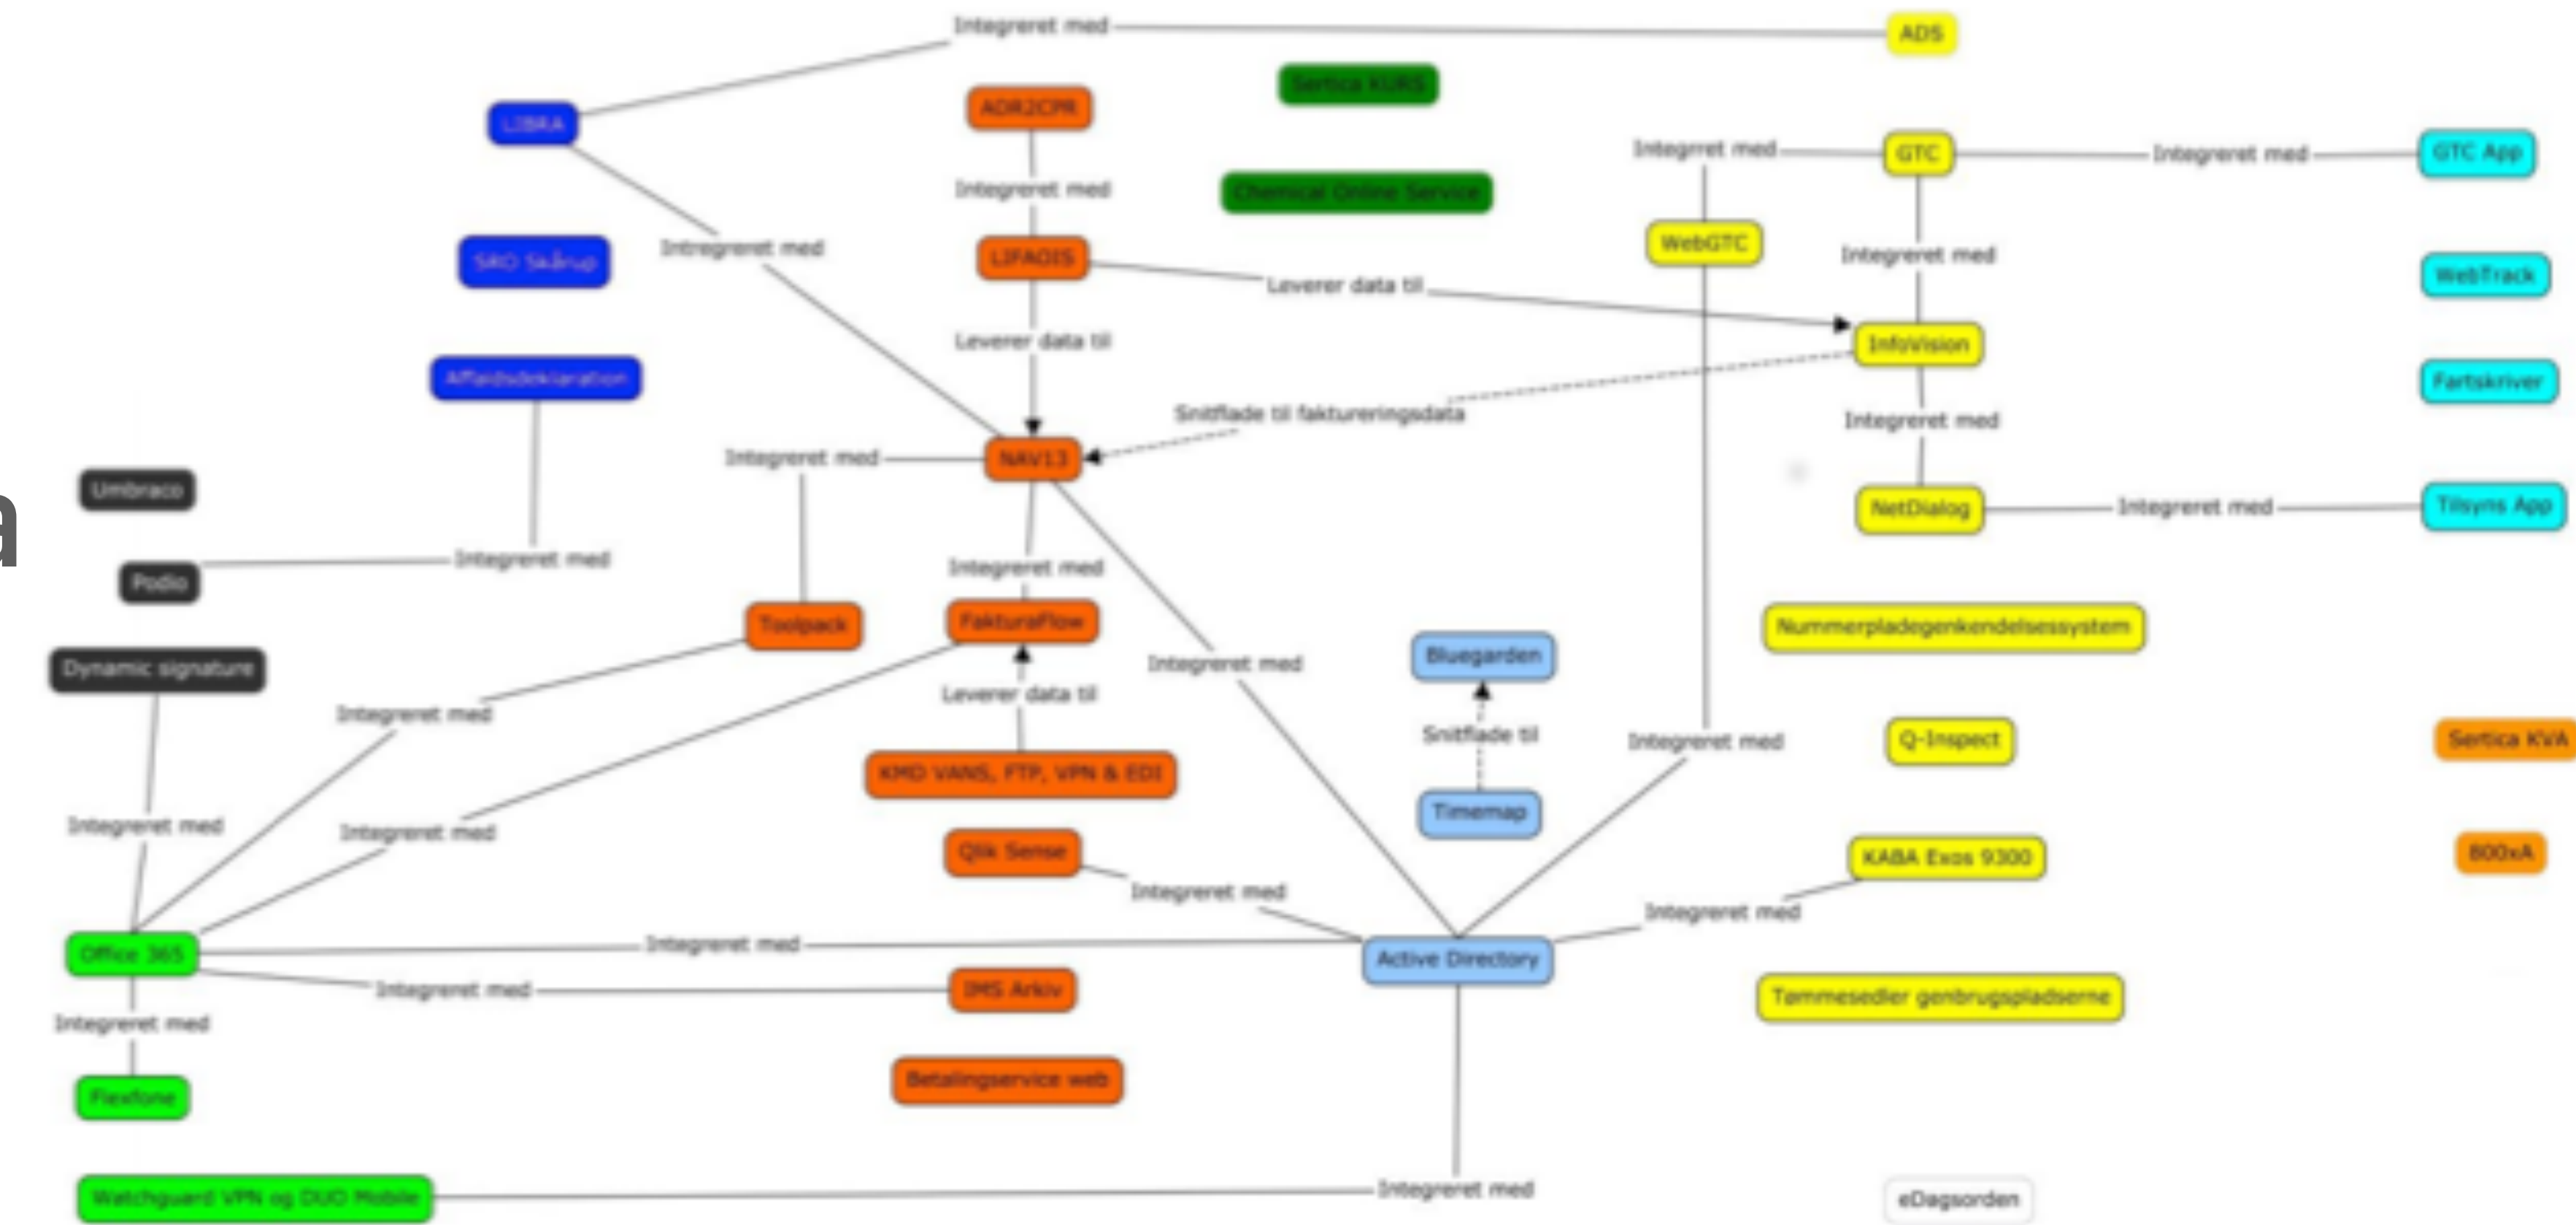 Integreret med
ADS
Sertica KURS
ADR2CPR
LIBRA
Integrret med
GTC
Integreret med
GTC App
Integreret med
Chemical Online Service
WebGTC
Intregreret med
SRO Skårup
LIFAOIS
Integreret med
WebTrack
Leverer data til
Leverer data til
InfoVision
Affaldsdeklaration
Fartskriver
Snitflade til faktureringsdata
Integreret med
Integreret med
NAV13
Umbraco
a
NetDialog
Integreret med
Tilsyns App
Integreret med
Podio
Integreret med
Toolpack
FakturaFlow
Nummerpladegenkendelsessystem
Bluegarden
Dynamic signature
Integreret med
Leverer data til
Integreret med
Snitflade til
Integreret med
Q-Inspect
Sertica KVA
KMD VANS, FTP, VPN & EDI
Timemap
Integreret med
Integreret med
Qlik Sense
KABA Exos 9300
800xA
Integreret med
Integreret med
Office 365
Integreret med
Active Directory
Integreret med
IMS Arkiv
Tømmesedler genbrugspladserne
Integreret med
Betalingservice web
Flexfone
Watchguard VPN og DUO Mobile
Integreret med
eDagsorden